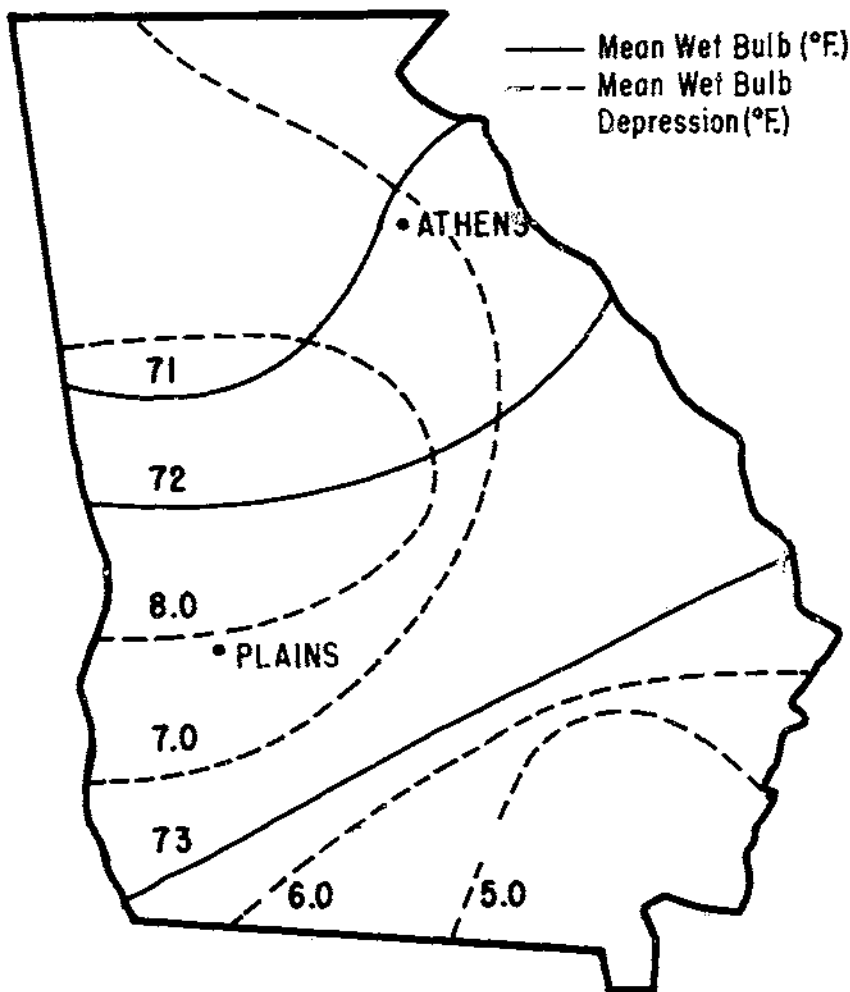 Mean Wet Bulb (°F.)
Mean Wet Bulb
Depression (°F.)
ATHENS
71
72
8.0
PLAINS
7.0
73
6.0
5.0